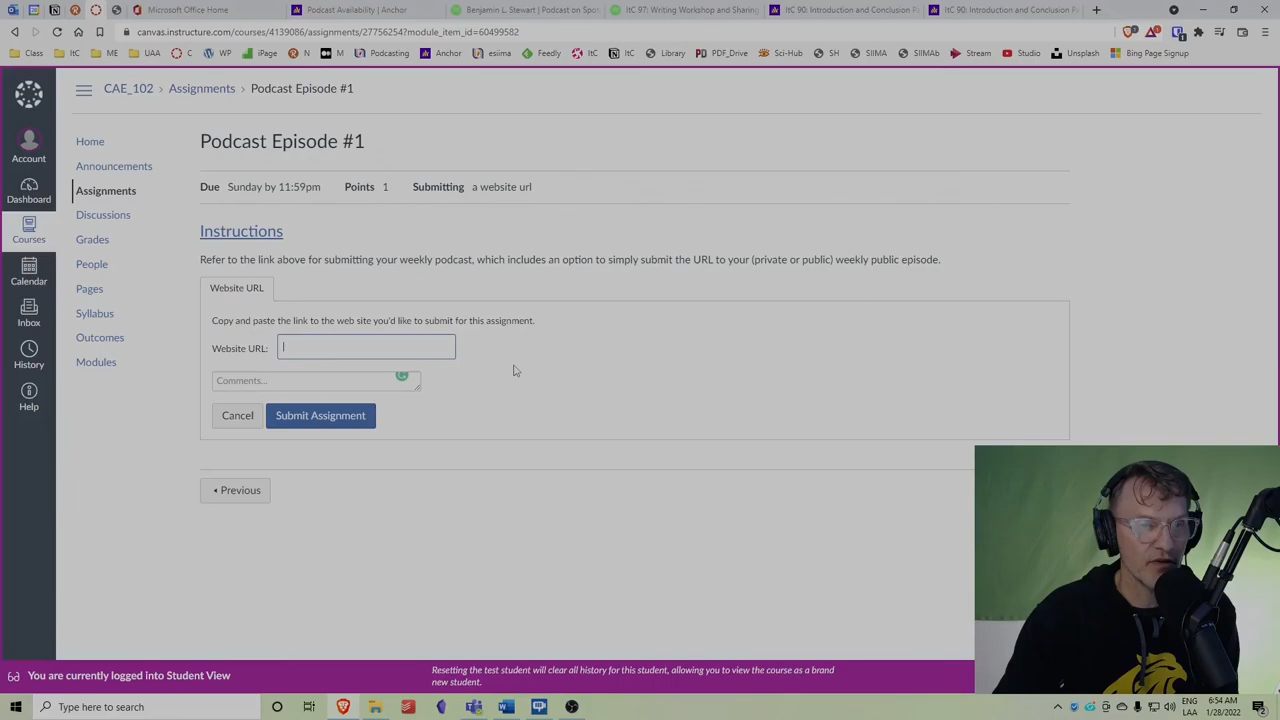 Microsoft Office Home
Podcast Availability | Anchor
Benjamin L. Stewart | Podcast on Spot
ItC 97: Writing Workshop and Sharing
ItC 90: Introduction and Conclusion Pa
ItC 90: Introduction and Conclusion Pa
canvas.instructure.com/courses/4139086/assignments/27756254?module_item_id=60499582
Class
ItC
ME
UAA
C
W
iPage
N
M
Podcasting
Anchor
esiima
Feedly
ItC
ItC
Library
PDF_Drive
Sci-Hub
SH
SIIMA
SIIMAb
Stream
Studio
Unsplash
Bing Page Signup
CAE_102 › Assignments › Podcast Episode #1
Account
Dashboard
Courses
Calendar
Inbox
History
Help
Home
Announcements
Assignments
Discussions
Grades
People
Pages
Syllabus
Outcomes
Modules
Podcast Episode #1
Due Sunday by 11:59pm Points 1 Submitting a website url
Instructions
Refer to the link above for submitting your weekly podcast, which includes an option to simply submit the URL to your (private or public) weekly public episode.
Website URL
Copy and paste the link to the web site you'd like to submit for this assignment.
Website URL:
Comments...
Cancel
Submit Assignment
Previous
You are currently logged into Student View
Resetting the test student will clear all history for this student, allowing you to view the course as a brand
new student.
Type here to search
ENG
LAA
6:54 AM
1/28/2022